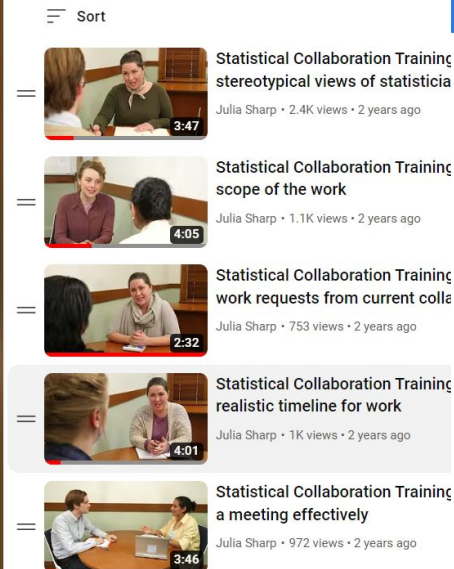 Sort
Statistical Collaboration Training
stereotypical views of
Julia Sharp • 2.4K views • 2 years ago
3:47
Statistical Collaboration Training
scope of the work
Julia Sharp • 1.1K views • 2 years ago
4:05
Statistical Collaboration Training
work requests from current
Julia Sharp • 753 views • 2 years ago
2:32
Statistical Collaboration Training
realistic timeline for work
Julia Sharp • 1K views • 2 years ago
4:01
Statistical Collaboration Training
a meeting effectively
Julia Sharp • 972 views • 2 years ago
3:46